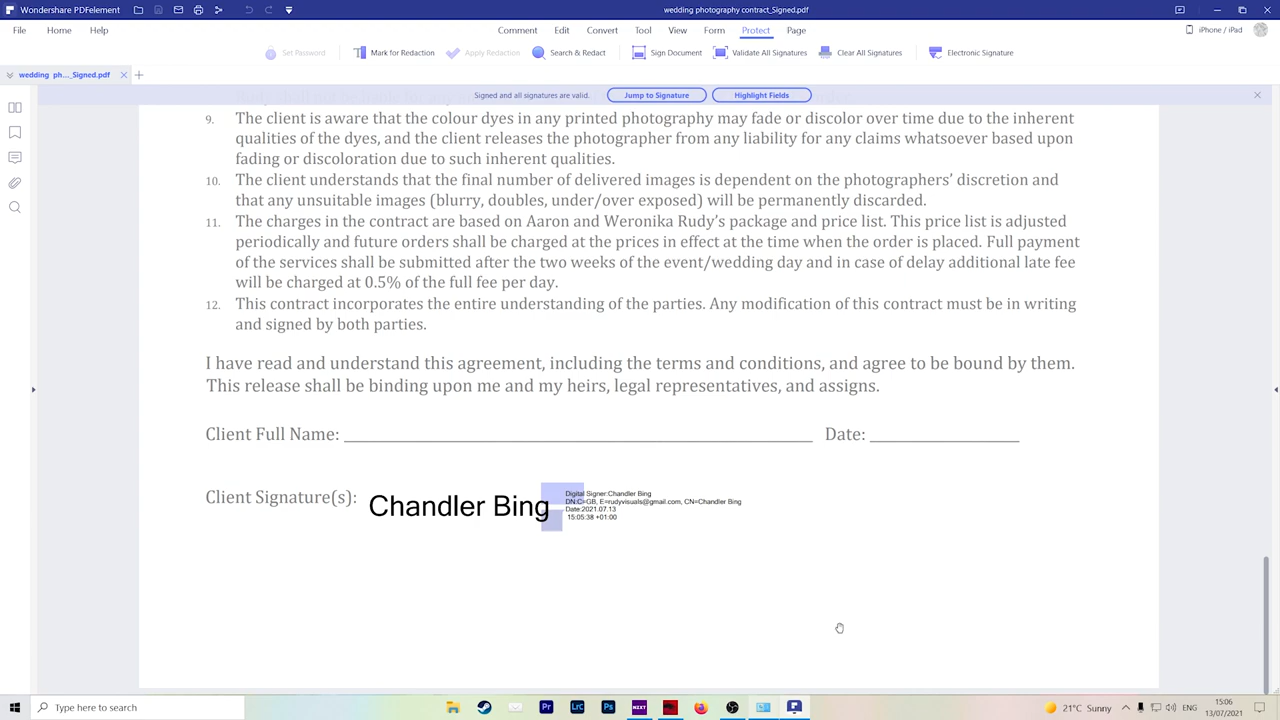 Wondershare PDFelement
wedding photography contract_Signed.pdf
File Home Help
Comment Edit Convert Tool View Form Protect Page
iPhone / iPad
Set Password Mark for Redaction Apply Redaction Search & Redact Sign Document Validate All Signatures Clear All Signatures Electronic Signature
wedding ph..._Signed.pdf
Signed and all signatures are valid. Jump to Signature Highlight Fields
9. The client is aware that the colour dyes in any printed photography may fade or discolor over time due to the inherent
qualities of the dyes, and the client releases the photographer from any liability for any claims whatsoever based upon
fading or discoloration due to such inherent qualities.
10. The client understands that the final number of delivered images is dependent on the photographers' discretion and
that any unsuitable images (blurry, doubles, under/over exposed) will be permanently discarded.
11. The charges in the contract are based on Aaron and Weronika Rudy's package and price list. This price list is adjusted
periodically and future orders shall be charged at the prices in effect at the time when the order is placed. Full payment
of the services shall be submitted after the two weeks of the event/wedding day and in case of delay additional late fee
will be charged at 0.5% of the full fee per day.
12. This contract incorporates the entire understanding of the parties. Any modification of this contract must be in writing
and signed by both parties.
I have read and understand this agreement, including the terms and conditions, and agree to be bound by them.
This release shall be binding upon me and my heirs, legal representatives, and assigns.
Client Full Name: Date:
Client Signature(s): Chandler Bing
Digital Signer:Chandler Bing
DN:C=GB, E=rudyvisuals@gmail.com, CN=Chandler Bing
Date:2021.07.13
15:05:38 +01:00
Type here to search
Pr LrC Ps NZXT
21°C Sunny
ENG
15:06
13/07/2021